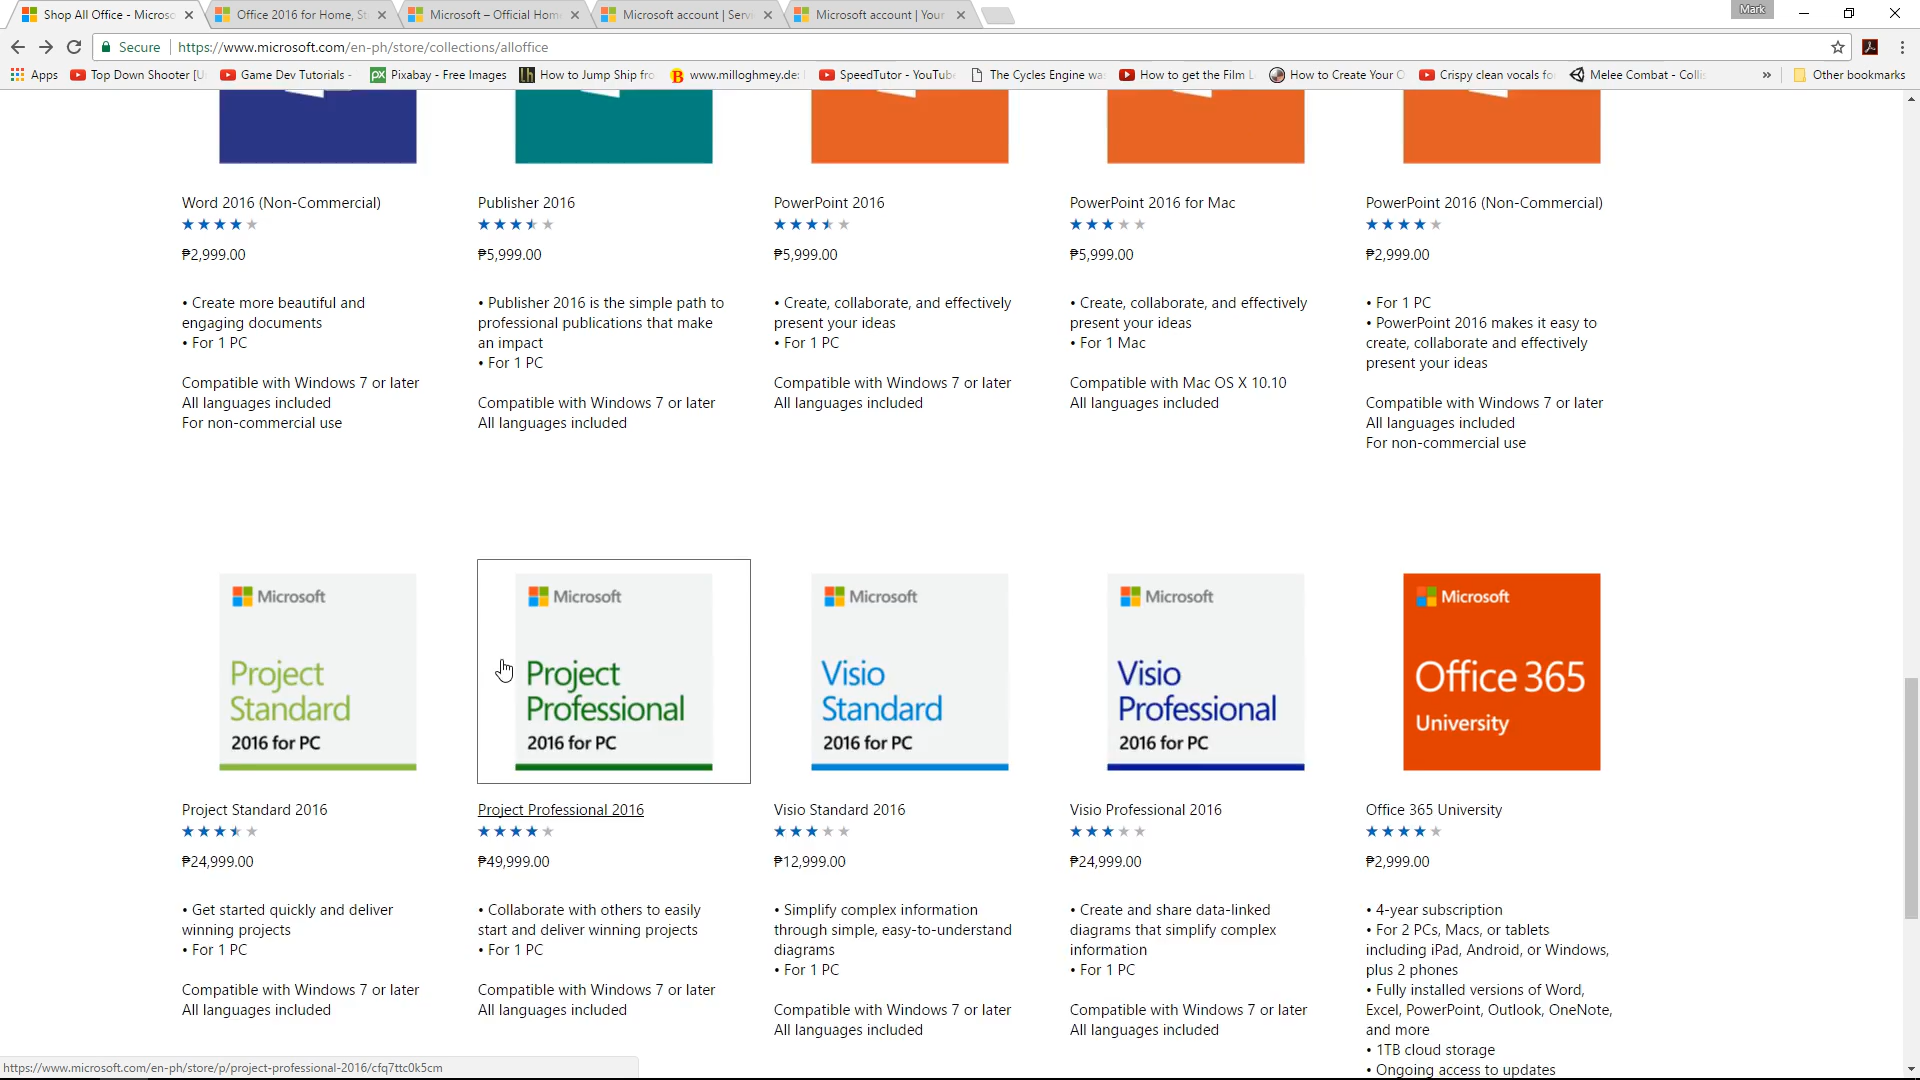 Shop All Office - Microso
Office 2016 for Home, St
Microsoft – Official Hom
Microsoft account | Servi
Microsoft account | Your
Mark
Secure | https://www.microsoft.com/en-ph/store/collections/alloffice
Apps
Top Down Shooter [U
Game Dev Tutorials -
Pixabay - Free Images
How to Jump Ship fro
www.milloghmey.de:
SpeedTutor - YouTube
The Cycles Engine wa
How to get the Film L
How to Create Your O
Crispy clean vocals fo
Melee Combat - Collis
» Other bookmarks
Word 2016 (Non-Commercial)
₱2,999.00
• Create more beautiful and
engaging documents
• For 1 PC
Compatible with Windows 7 or later
All languages included
For non-commercial use
Publisher 2016
₱5,999.00
• Publisher 2016 is the simple path to
professional publications that make
an impact
• For 1 PC
Compatible with Windows 7 or later
All languages included
PowerPoint 2016
₱5,999.00
• Create, collaborate, and effectively
present your ideas
• For 1 PC
Compatible with Windows 7 or later
All languages included
PowerPoint 2016 for Mac
₱5,999.00
• Create, collaborate, and effectively
present your ideas
• For 1 Mac
Compatible with Mac OS X 10.10
All languages included
PowerPoint 2016 (Non-Commercial)
₱2,999.00
• For 1 PC
• PowerPoint 2016 makes it easy to
create, collaborate and effectively
present your ideas
Compatible with Windows 7 or later
All languages included
For non-commercial use
Microsoft
Project
Standard
2016 for PC
Project Standard 2016
₱24,999.00
• Get started quickly and deliver
winning projects
• For 1 PC
Compatible with Windows 7 or later
All languages included
Microsoft
Project
Professional
2016 for PC
Project Professional 2016
₱49,999.00
• Collaborate with others to easily
start and deliver winning projects
• For 1 PC
Compatible with Windows 7 or later
All languages included
Microsoft
Visio
Standard
2016 for PC
Visio Standard 2016
₱12,999.00
• Simplify complex information
through simple, easy-to-understand
diagrams
• For 1 PC
Compatible with Windows 7 or later
All languages included
Microsoft
Visio
Professional
2016 for PC
Visio Professional 2016
₱24,999.00
• Create and share data-linked
diagrams that simplify complex
information
• For 1 PC
Compatible with Windows 7 or later
All languages included
Microsoft
Office 365
University
Office 365 University
₱2,999.00
• 4-year subscription
• For 2 PCs, Macs, or tablets
including iPad, Android, or Windows,
plus 2 phones
• Fully installed versions of Word,
Excel, PowerPoint, Outlook, OneNote,
and more
• 1TB cloud storage
• Ongoing access to updates
https://www.microsoft.com/en-ph/store/p/project-professional-2016/cfq7ttc0k5cm